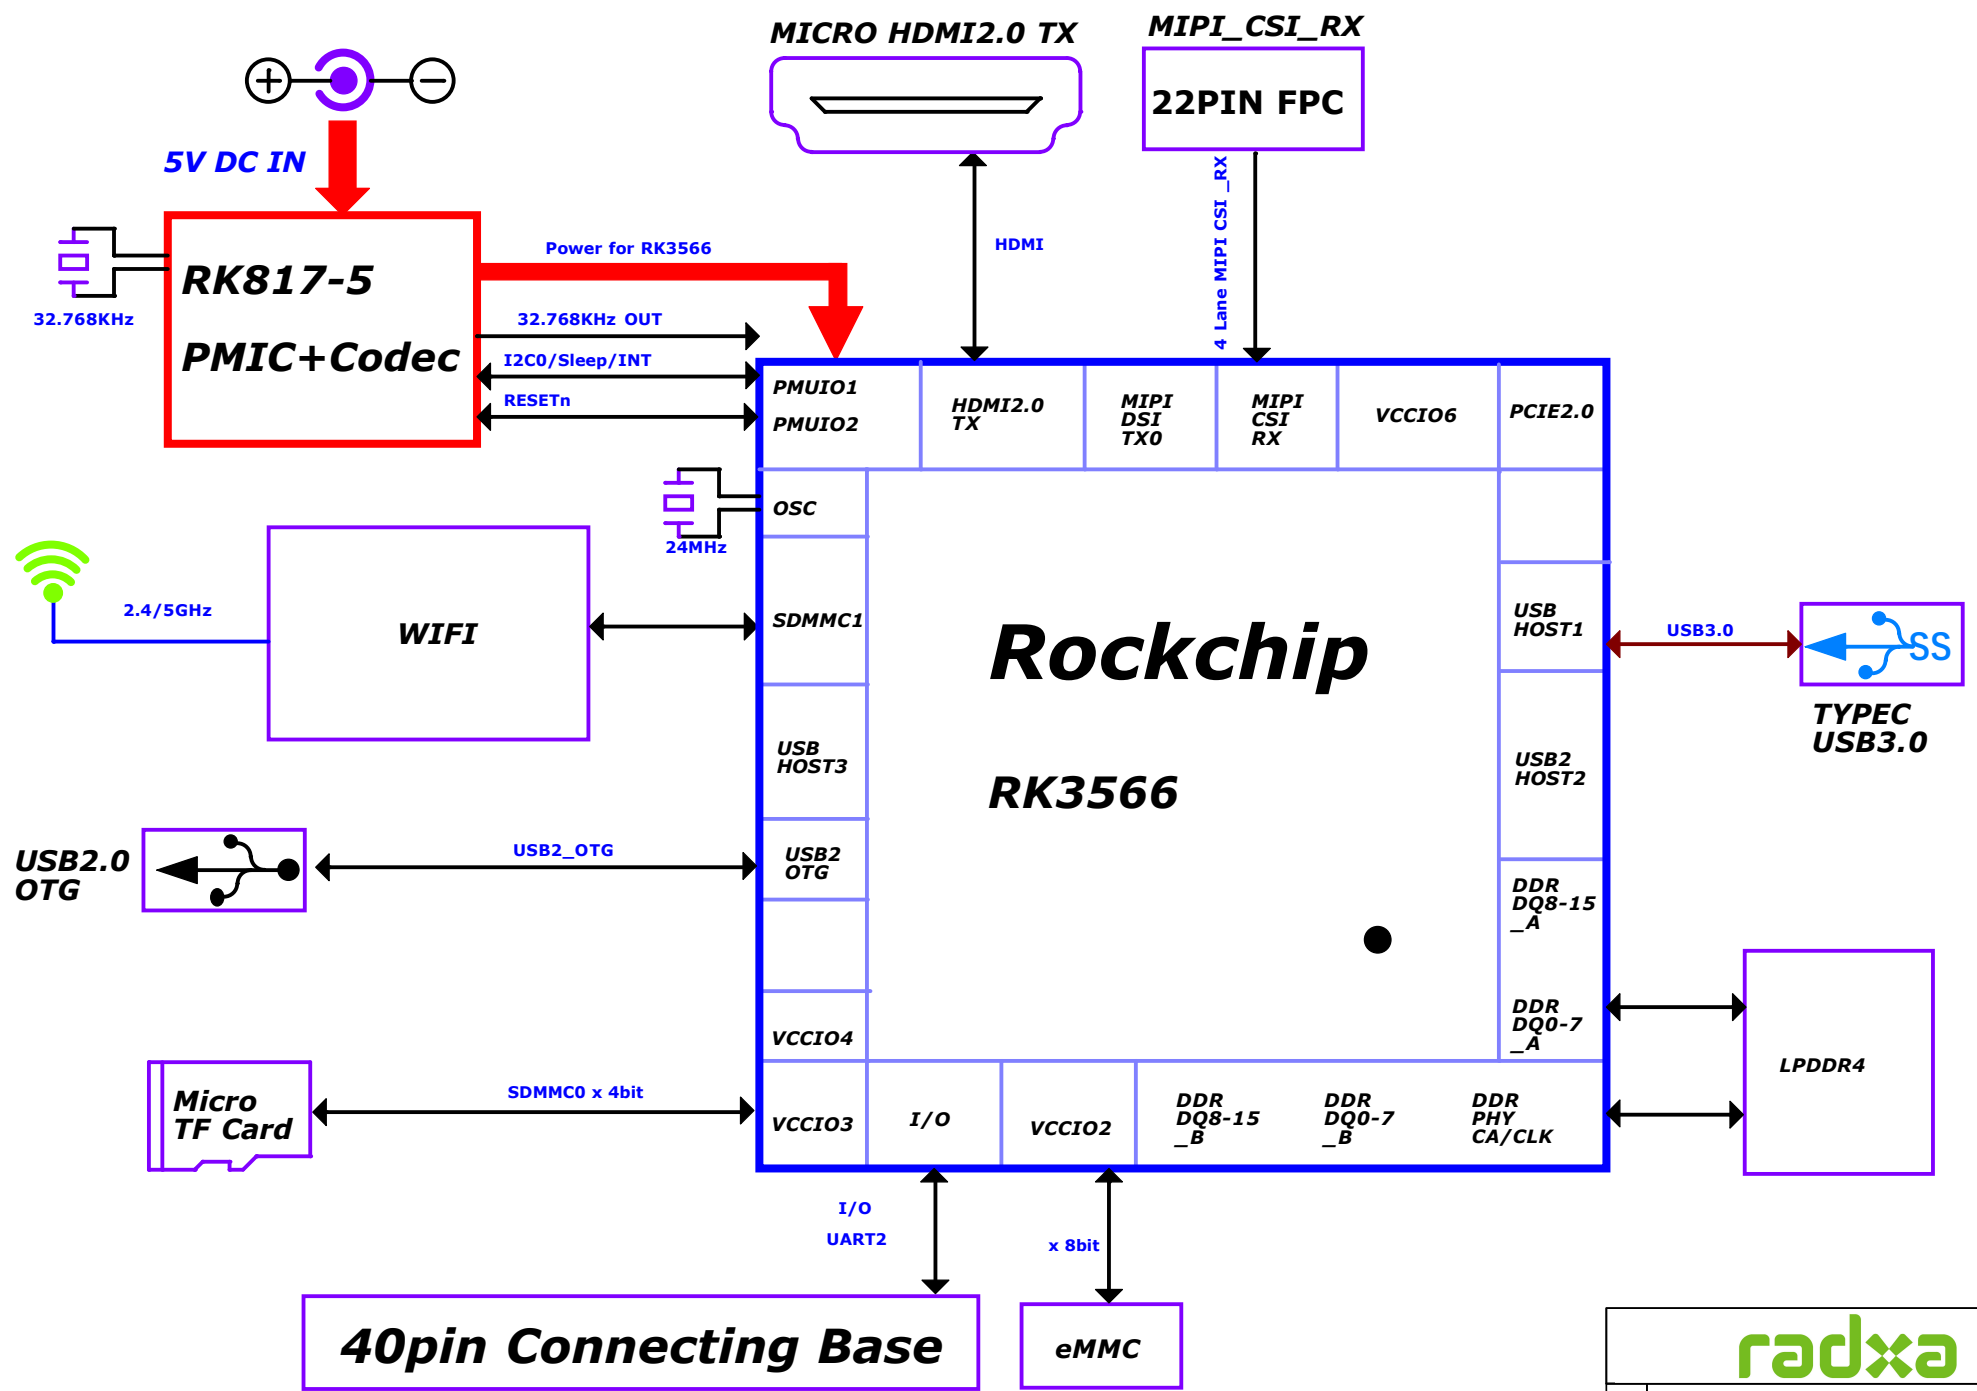 MICRO HDMI2.0 TX
MIPI_CSI_RX
22PIN FPC
5V DC IN
4 Lane MIPI CSI _RX
HDMI
Power for RK3566
RK817-5
PMIC+Codec
32.768KHz
32.768KHz OUT
I2C0/Sleep/INT
RESETn
PMUIO1
PMUIO2
HDMI2.0
TX
MIPI
DSI
TX0
MIPI
CSI
RX
VCCIO6
PCIE2.0
OSC
24MHz
2.4/5GHz
WIFI
SDMMC1
Rockchip
RK3566
USB
HOST1
USB3.0
SS
TYPEC
USB3.0
USB
HOST3
USB2
HOST2
USB2.0
OTG
USB2_OTG
USB2
OTG
DDR
DQ8-15
_A
DDR
DQ0-7
_A
LPDDR4
VCCIO4
Micro
TF Card
SDMMC0 x 4bit
VCCIO3
I/O
VCCIO2
DDR
DQ8-15
_B
DDR
DQ0-7
_B
DDR
PHY
CA/CLK
I/O
UART2
x 8bit
40pin Connecting Base
eMMC
radxa